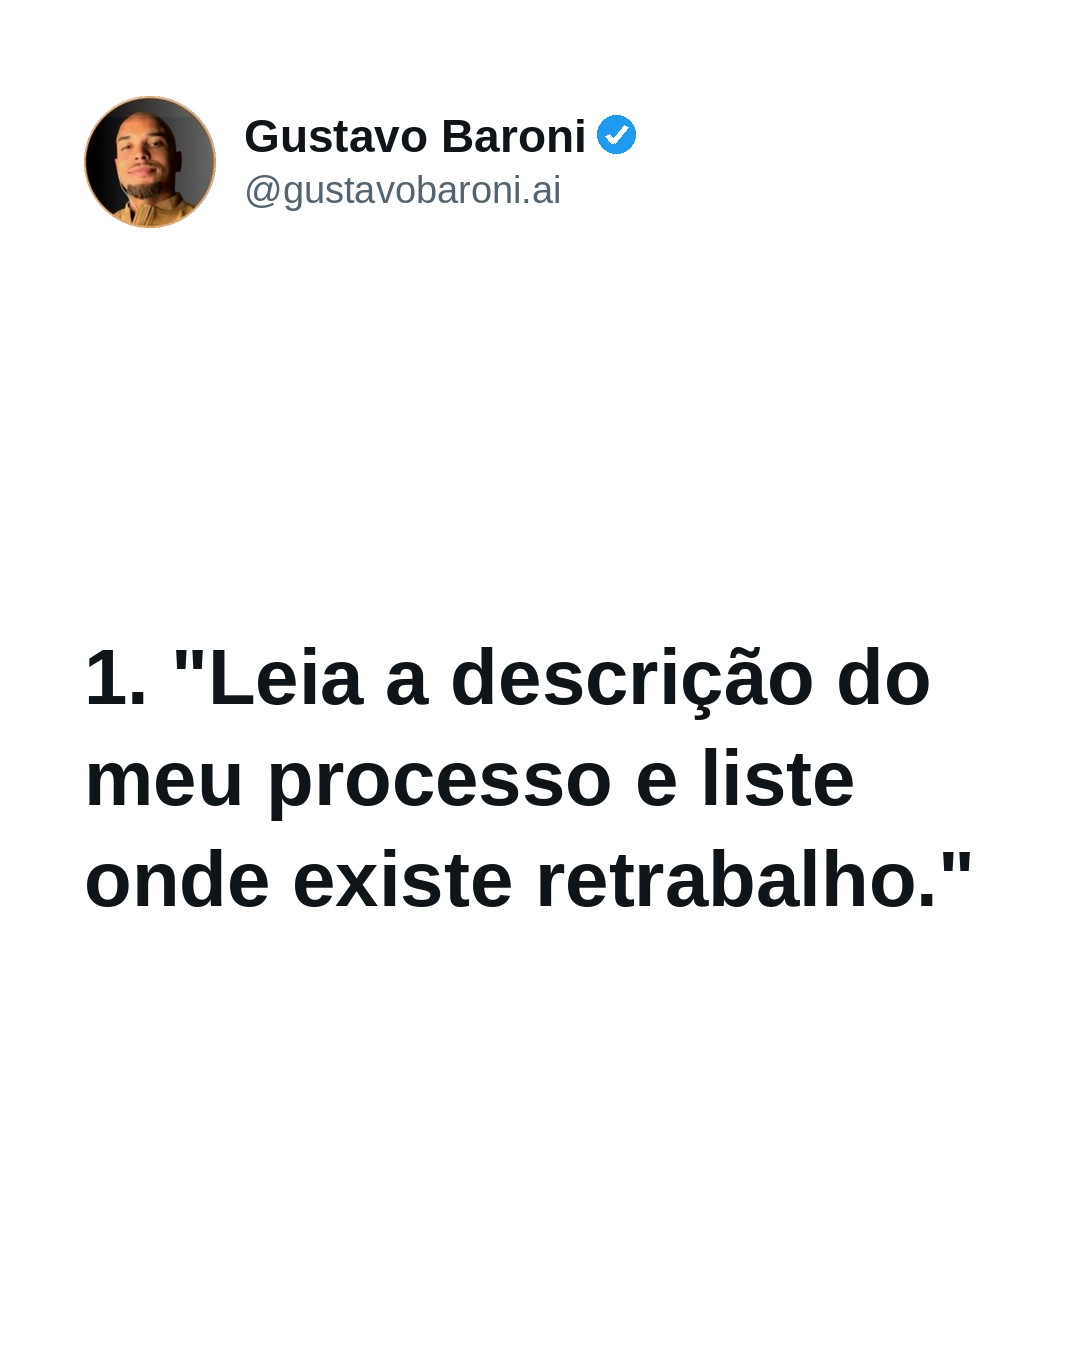 Gustavo Baroni
@gustavobaroni.ai
1. "Leia a descrição do
meu processo e liste
onde existe retrabalho."